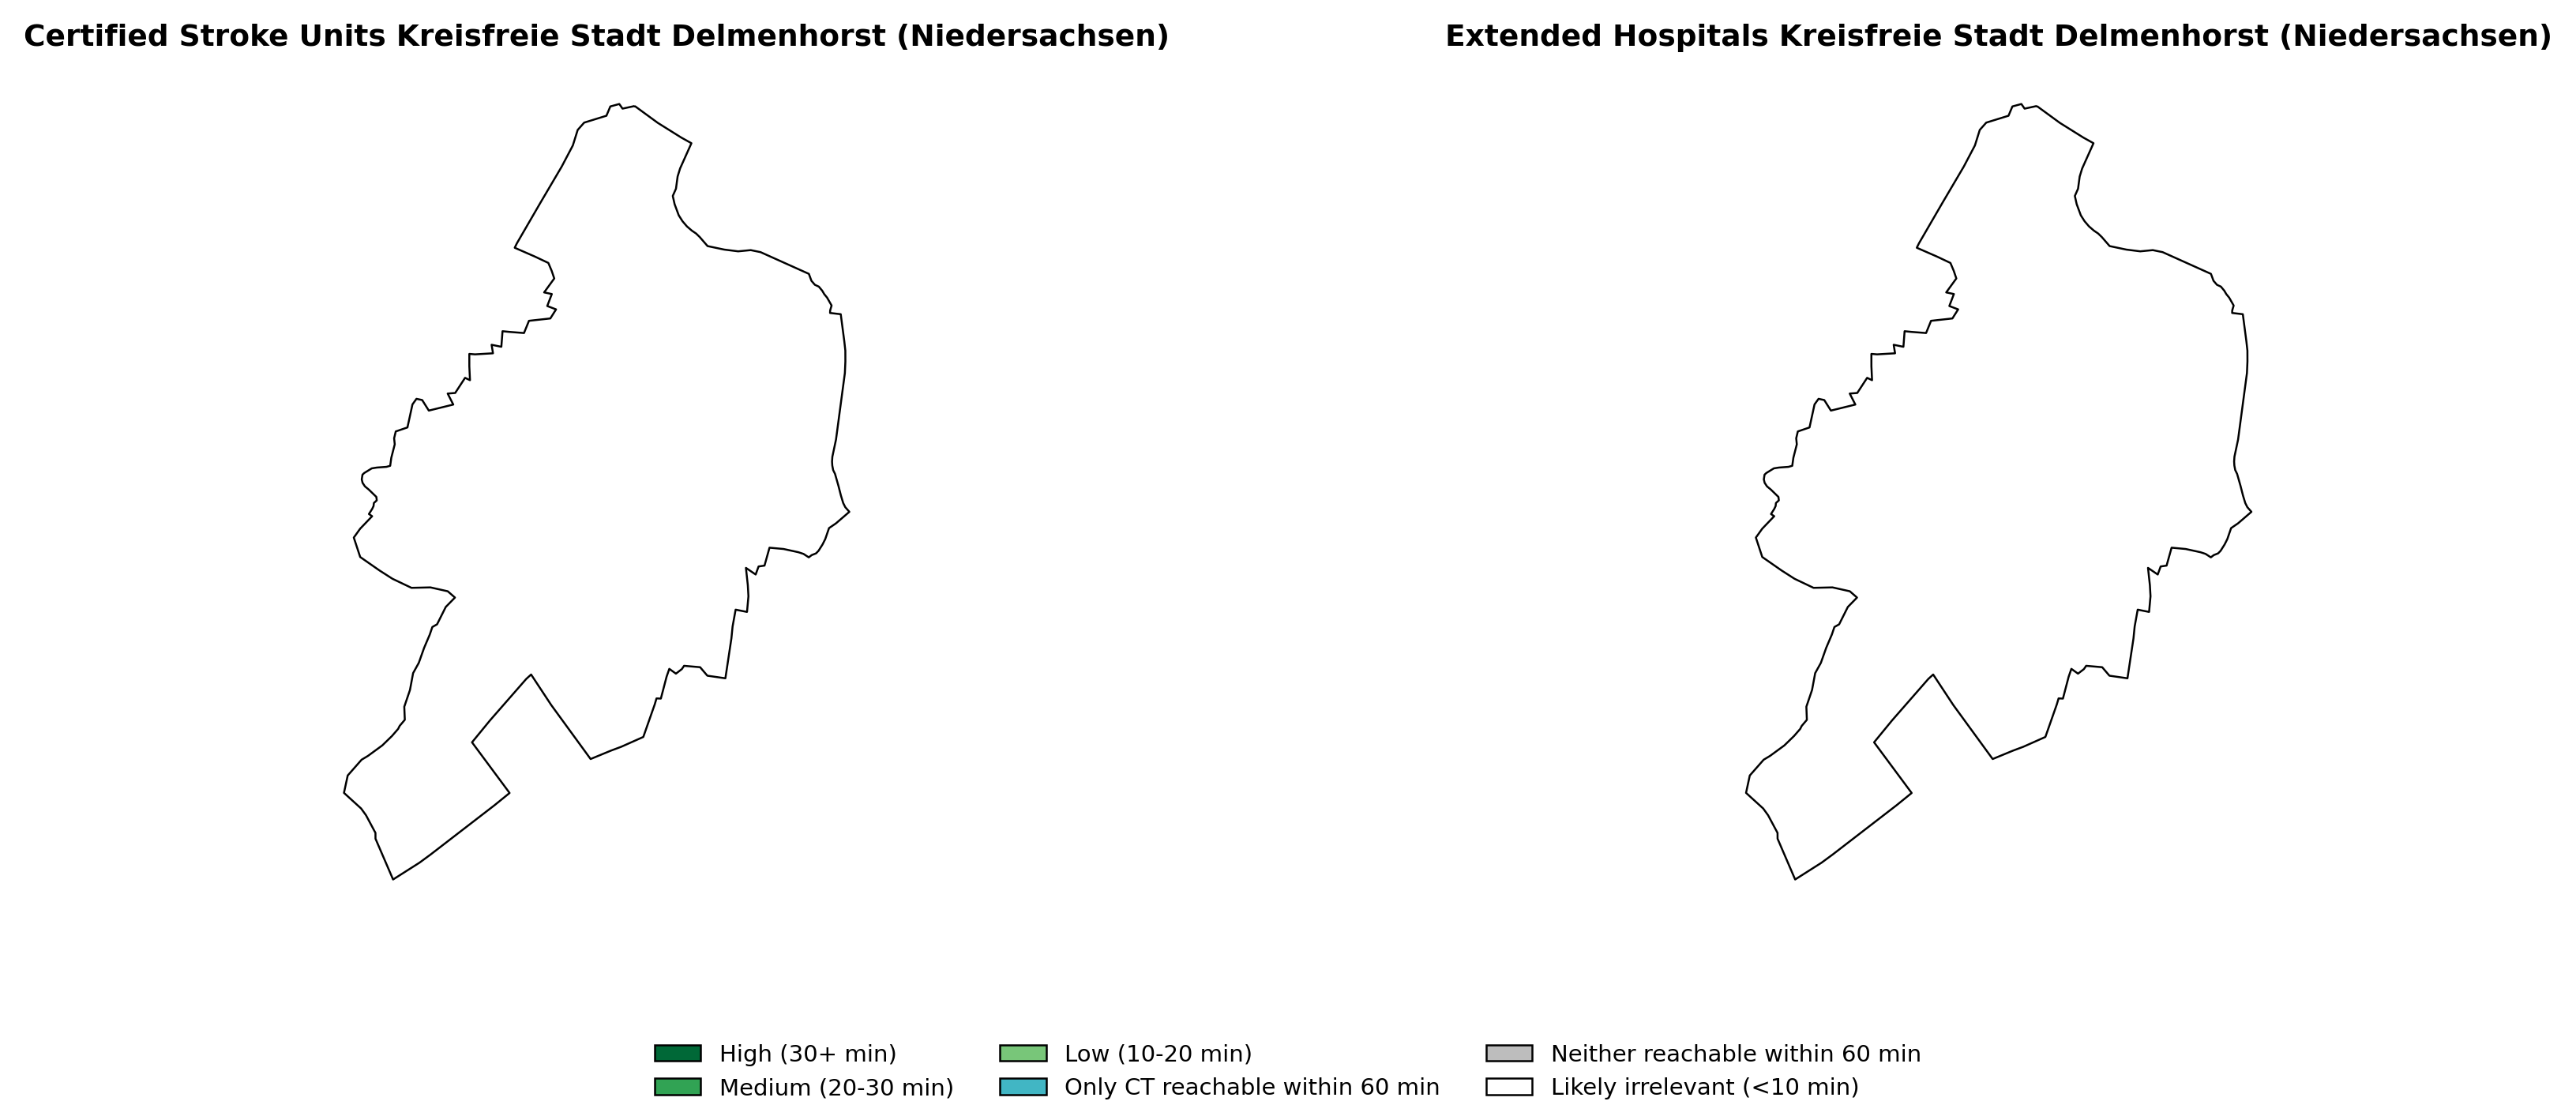 Certified Stroke Units Kreisfreie Stadt Delmenhorst (Niedersachsen)
Extended Hospitals Kreisfreie Stadt Delmenhorst (Niedersachsen)
High (30+ min)
Medium (20-30 min)
Low (10-20 min)
Only CT reachable within 60 min
Neither reachable within 60 min
Likely irrelevant (<10 min)